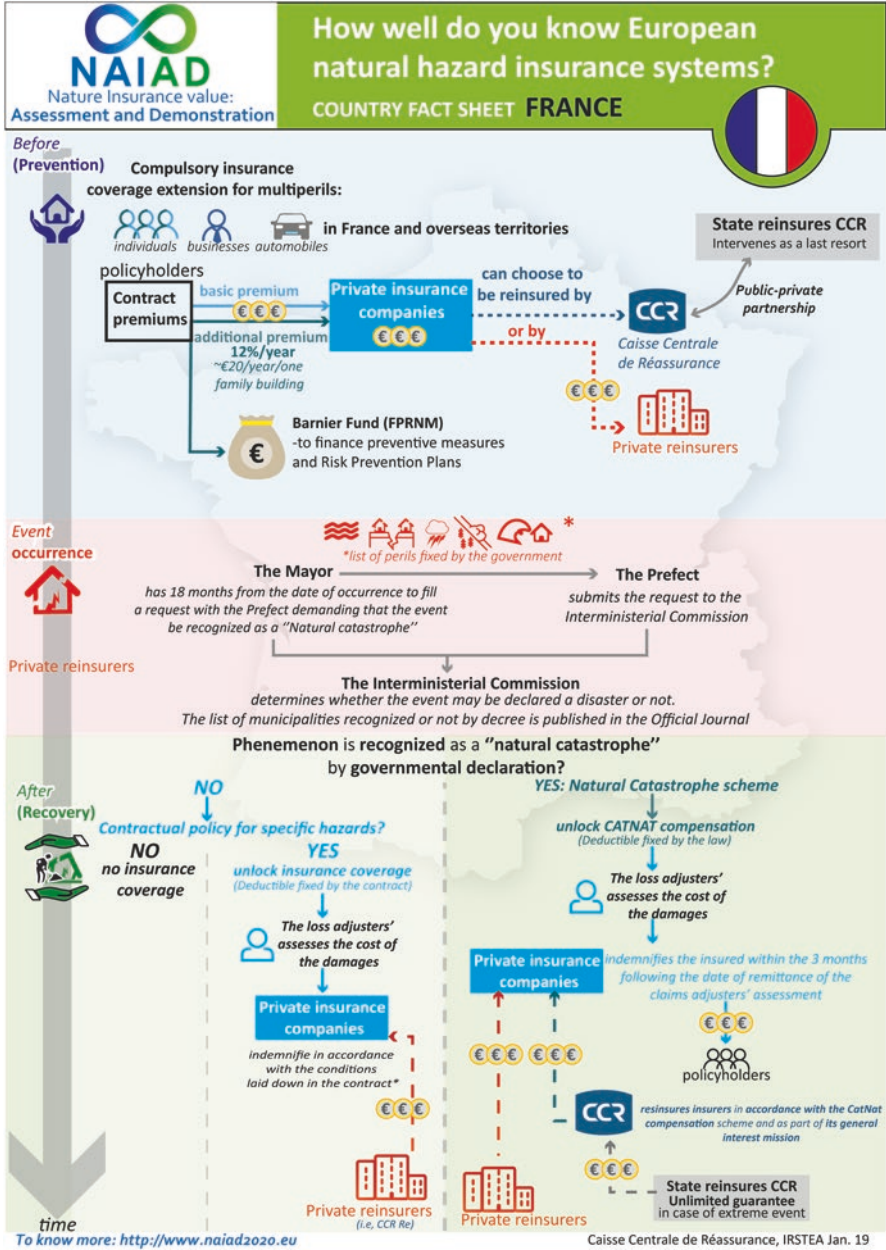 NAIAD
Nature Insurance value:
Assessment and Demonstration
How well do you know European
natural hazard insurance systems?
COUNTRY FACT SHEET FRANCE
Before
(Prevention)
Compulsory insurance
coverage extension for multiperils:
individuals businesses automobiles
in France and overseas territories
State reinsures CCR
Intervenes as a last resort
Public-private
partnership
policyholders
Contract
premiums
basic premium
€ € €
additional premium
12%/year
~€20/year/one
family building
Private insurance
companies
€ € €
can choose to
be reinsured by
CCR
Caisse Centrale
de Réassurance
or by
€ € €
Private reinsurers
€
Barnier Fund (FPRNM)
-to finance preventive measures
and Risk Prevention Plans
Event
occurrence
*
*list of perils fixed by the government
The Mayor
has 18 months from the date of occurrence to fill
a request with the Prefect demanding that the event
be recognized as a ‘’Natural catastrophe’’
The Prefect
submits the request to the
Interministerial Commission
Private reinsurers
The Interministerial Commission
determines whether the event may be declared a disaster or not.
The list of municipalities recognized or not by decree is published in the Official Journal
Phenemenon is recognized as a ‘’natural catastrophe’’
by governmental declaration?
After
(Recovery)
NO
Contractual policy for specific hazards?
NO
no insurance
coverage
YES
unlock insurance coverage
(Deductible fixed by the contract)
The loss adjusters’
assesses the cost of
the damages
Private insurance
companies
indemnifie in accordance
with the conditions
laid down in the contract*
€ € €
Private reinsurers
(i.e, CCR Re)
YES: Natural Catastrophe scheme
unlock CATNAT compensation
(Deductible fixed by the law)
The loss adjusters’
assesses the cost of
the damages
Private insurance
companies
indemnifies the insured within the 3 months
following the date of remittance of the
claims adjusters’ assessment
€ € €
policyholders
€ € € € € €
CCR
resinsures insurers in accordance with the CatNat
compensation scheme and as part of its general
interest mission
€ € €
State reinsures CCR
Unlimited guarantee
in case of extreme event
Private reinsurers
time
To know more: http://www.naiad2020.eu
Caisse Centrale de Réassurance, IRSTEA Jan. 19